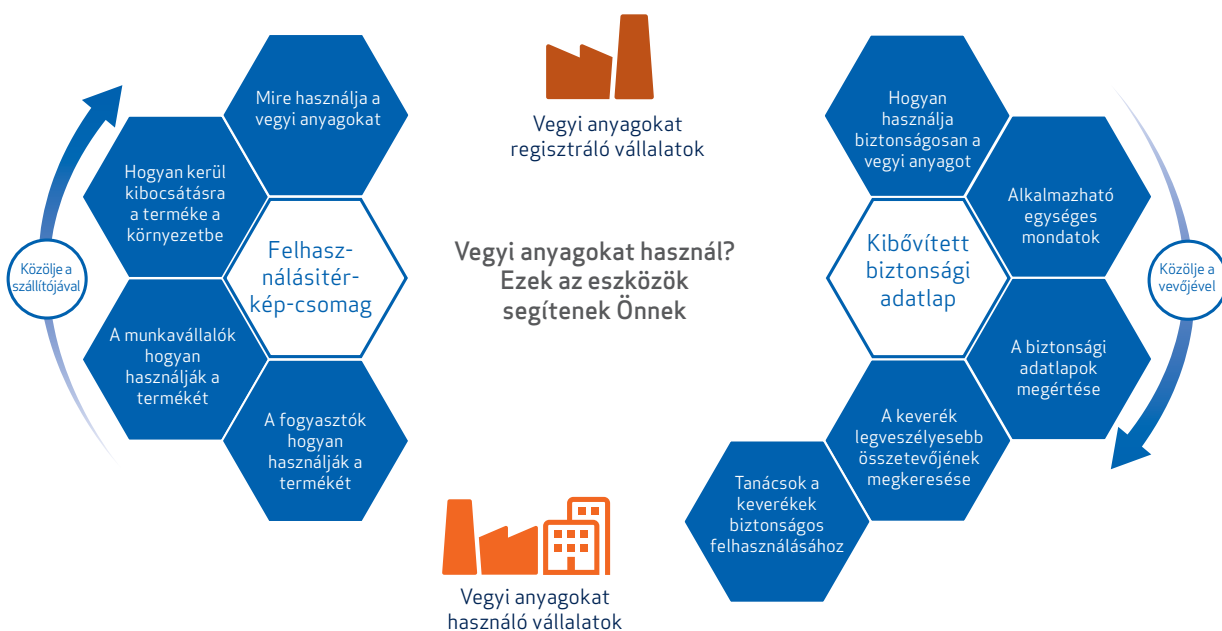 Mire használja a
vegyi anyagokat
Hogyan kerül
kibocsátásra
a terméke a
környezetbe
Közölje a
szállítójával
Felhasz-
nálásitér-
kép-csomag
A munkavállalók
hogyan
használják a
termékét
A fogyasztók
hogyan
használják a
termékét
Vegyi anyagokat
regisztráló vállalatok
Vegyi anyagokat használ?
Ezek az eszközök
segítenek Önnek
Vegyi anyagokat
használó vállalatok
Hogyan
használja
biztonságosan a
vegyi anyagot
Alkalmazható
egységes
mondatok
Kibővített
biztonsági
adatlap
Közölje a
vevőjével
A biztonsági
adatlapok
megértése
A keverék
legveszélyesebb
összetevőjének
megkeresése
Tanácsok a
keverékek
biztonságos
felhasználásához